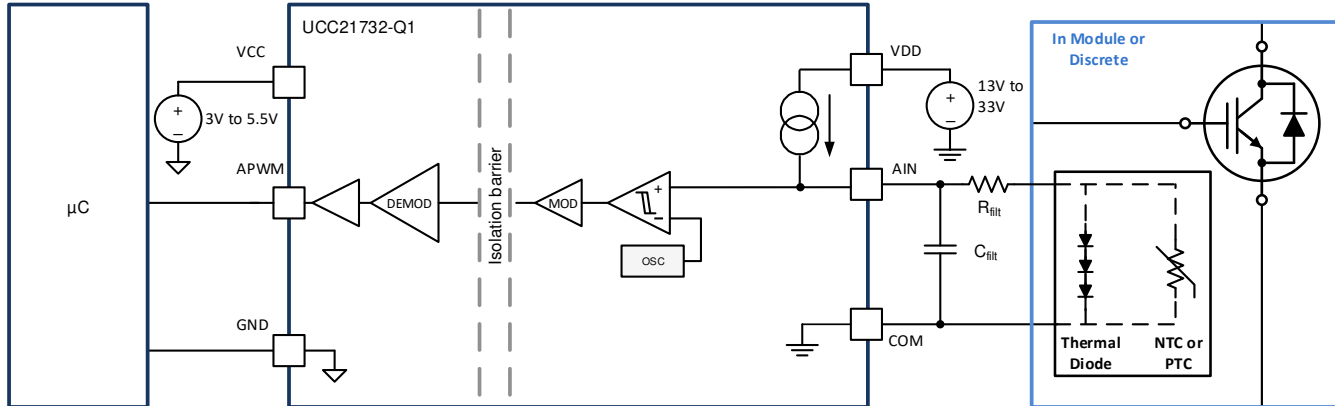 UCC21732-Q1
In Module or
Discrete
VCC
VDD
+
−
3V to 5.5V
+
−
13V to
33V
APWM
AIN
µC
DEMOD
Isolation barrier
MOD
+
−
Rfilt
OSC
Cfilt
GND
COM
Thermal
Diode
NTC or
PTC